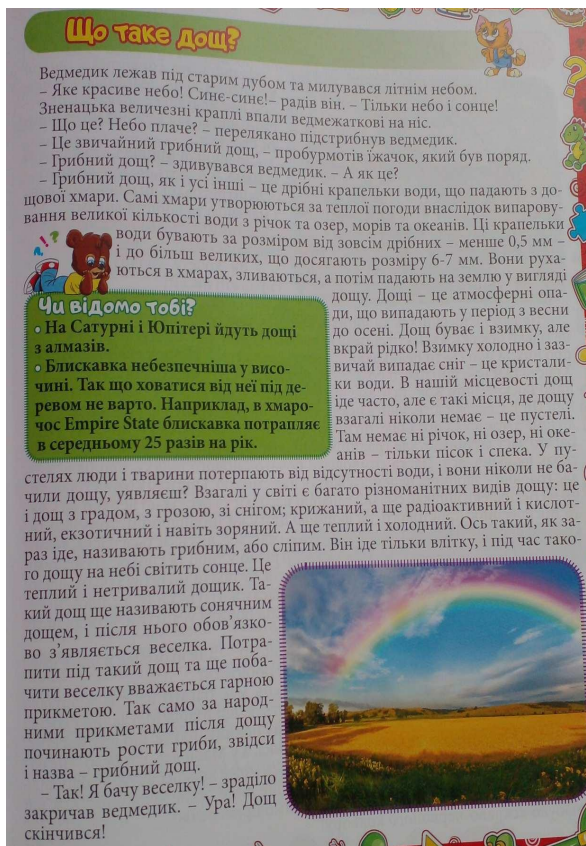 Що таке дощ?
Ведмедик лежав під старим дубом та милувався літнім небом.
– Яке красиве небо! Синє-синє!– радів він. – Тільки небо і сонце!
Зненацька величезні краплі впали ведмежаткові на ніс.
– Що це? Небо плаче? – перелякано підстрибнув ведмедик.
– Це звичайний грибний дощ, – пробурмотів їжачок, який був поряд.
– Грибний дощ? – здивувався ведмедик. – А як це?
– Грибний дощ, як і усі інші – це дрібні крапельки води, що падають з до-
щової хмари. Самі хмари утворюються за теплої погоди внаслідок випарову-
вання великої кількості води з річок та озер, морів та океанів. Ці крапельки
води бувають за розміром від зовсім дрібних – менше 0,5 мм –
і до більш великих, що досягають розміру 6-7 мм. Вони руха-
ються в хмарах, зливаються, а потім падають на землю у вигляді
дощу. Дощі – це атмосферні опа-
ди, що випадають у період з весни
до осені. Дощ буває і взимку, але
вкрай рідко! Взимку холодно і заз-
вичай випадає сніг – це кристали-
ки води. В нашій місцевості дощ
іде часто, але є такі місця, де дощу
взагалі ніколи немає – це пустелі.
Там немає ні річок, ні озер, ні оке-
анів – тільки пісок і спека. У пу-
Чи відомо тобі?
• На Сатурні і Юпітері йдуть дощі
з алмазів.
• Блискавка небезпечніша у висо-
чині. Так що ховатися від неї під де-
ревом не варто. Наприклад, в хмаро-
чос Empire State блискавка потрапляє
в середньому 25 разів на рік.
стелях люди і тварини потерпають від відсутності води, і вони ніколи не ба-
чили дощу, уявляєш? Взагалі у світі є багато різноманітних видів дощу: це
і дощ з градом, з грозою, зі снігом; крижаний, а ще радіоактивний і кислот-
ний, екзотичний і навіть зоряний. А ще теплий і холодний. Ось такий, як за-
раз іде, називають грибним, або сліпим. Він іде тільки влітку, і під час тако-
го дощу на небі світить сонце. Це
теплий і нетривалий дощик. Та-
кий дощ ще називають сонячним
дощем, і після нього обов'язко-
во з'являється веселка. Потра-
пити під такий дощ та ще поба-
чити веселку вважається гарною
прикметою. Так само за народ-
ними прикметами після дощу
починають рости гриби, звідси
і назва – грибний дощ.
– Так! Я бачу веселку! – зраділо
закричав ведмедик. – Ура! Дощ
скінчився!